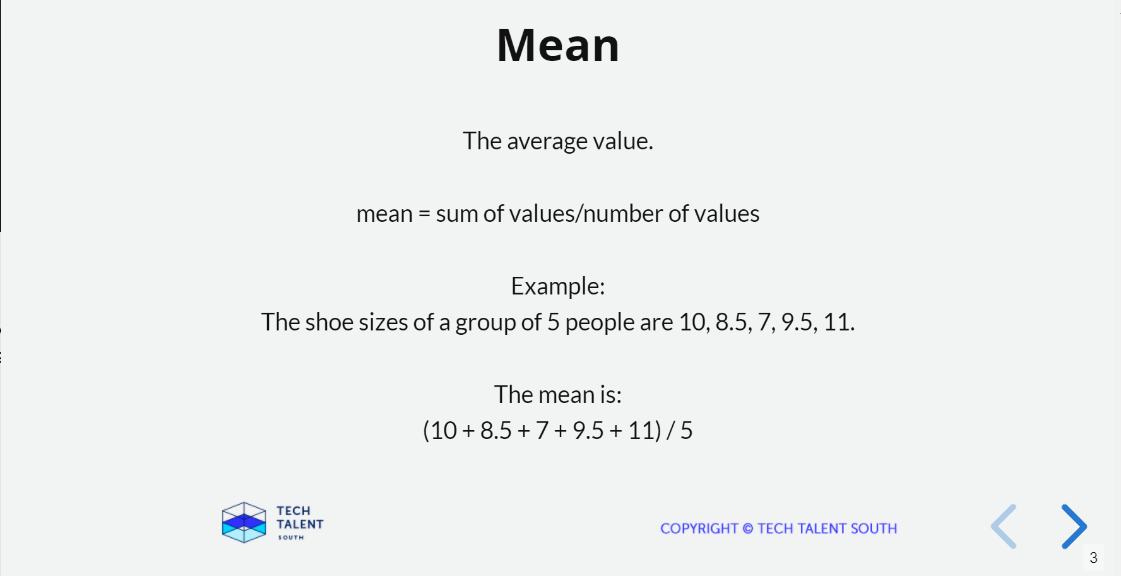 Mean
The average value.
mean = sum of values/number of values
Example:
The shoe sizes of a group of 5 people are 10, 8.5, 7, 9.5, 11.
The mean is:
(10 + 8.5 + 7 + 9.5 + 11) / 5
TECH
TALENT
SOUTH
COPYRIGHT © TECH TALENT SOUTH
3